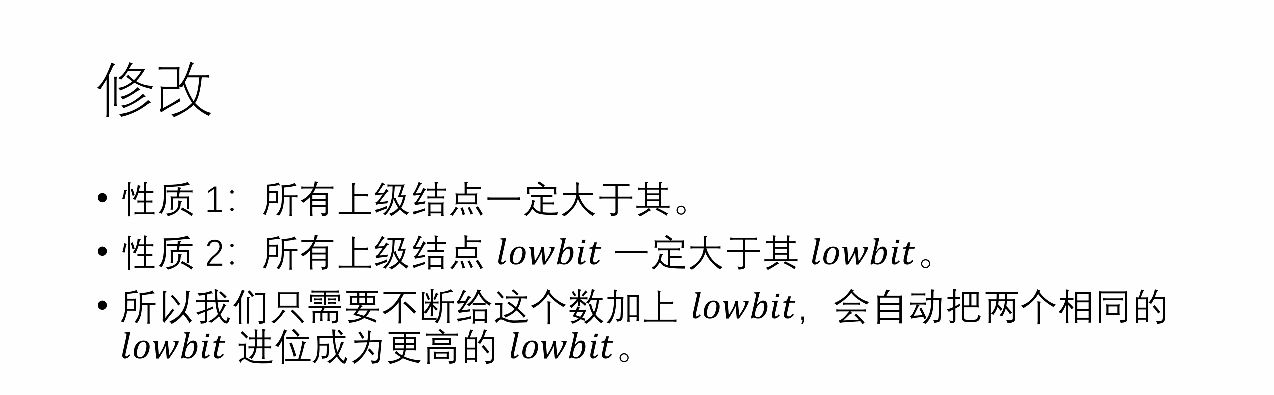 修改
• 性质 1：所有上级结点一定大于其。
• 性质 2：所有上级结点 lowbit 一定大于其 lowbit。
• 所以我们只需要不断给这个数加上 lowbit，会自动把两个相同的
lowbit 进位成为更高的 lowbit。